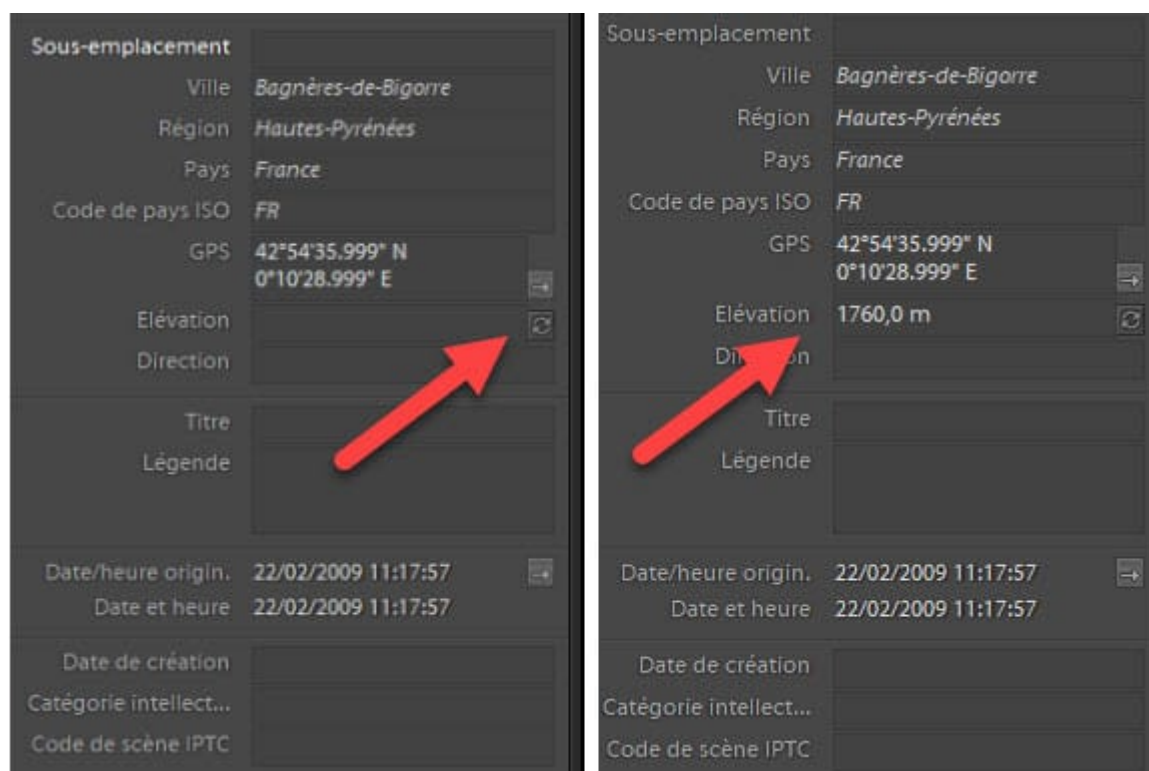 Sous-emplacement
Ville Bagnères-de-Bigorre
Région Hautes-Pyrénées
Pays France
Code de pays ISO FR
GPS 42°54'35.999" N
0°10'28.999" E
Elévation
Direction
Titre
Légende
Date/heure origin. 22/02/2009 11:17:57
Date et heure 22/02/2009 11:17:57
Date de création
Catégorie intellect...
Code de scène IPTC
Sous-emplacement
Ville Bagnères-de-Bigorre
Région Hautes-Pyrénées
Pays France
Code de pays ISO FR
GPS 42°54'35.999" N
0°10'28.999" E
Elévation 1760,0 m
Titre
Légende
Date/heure origin. 22/02/2009 11:17:57
Date et heure 22/02/2009 11:17:57
Date de création
Catégorie intellect...
Code de scène IPTC